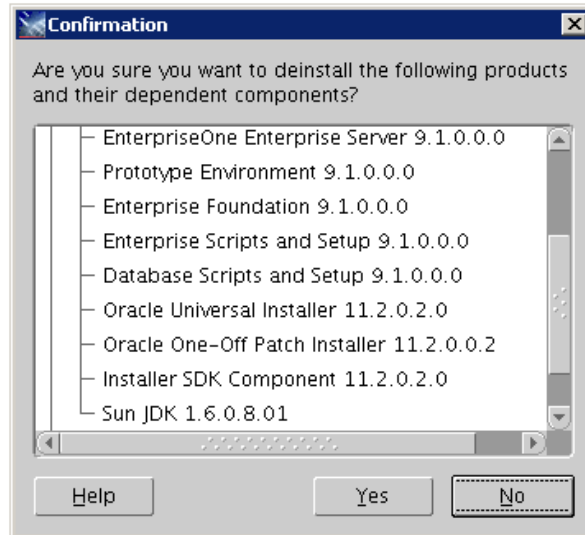 Confirmation
Are you sure you want to deinstall the following products
and their dependent components?
EnterpriseOne Enterprise Server 9.1.0.0.0
Prototype Environment 9.1.0.0.0
Enterprise Foundation 9.1.0.0.0
Enterprise Scripts and Setup 9.1.0.0.0
Database Scripts and Setup 9.1.0.0.0
Oracle Universal Installer 11.2.0.2.0
Oracle One-Off Patch Installer 11.2.0.0.2
Installer SDK Component 11.2.0.2.0
Sun JDK 1.6.0.8.01
Help Yes No